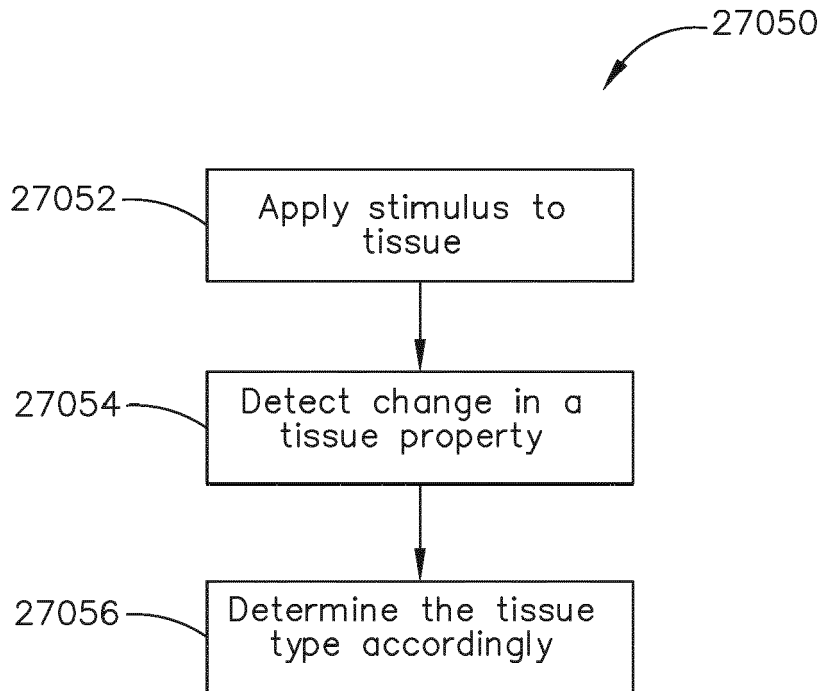 27050
27052
Apply stimulus to
tissue
27054
Detect change in a
tissue property
27056
Determine the tissue
type accordingly